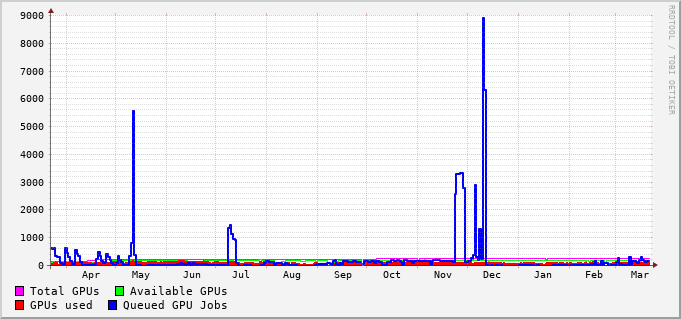 9000
8000
7000
6000
5000
4000
3000
2000
1000
0
Apr May Jun Jul Aug Sep Oct Nov Dec Jan Feb Mar
Total GPUs Available GPUs
GPUs used Queued GPU Jobs
RRDTOOL / TOBI OETIKER